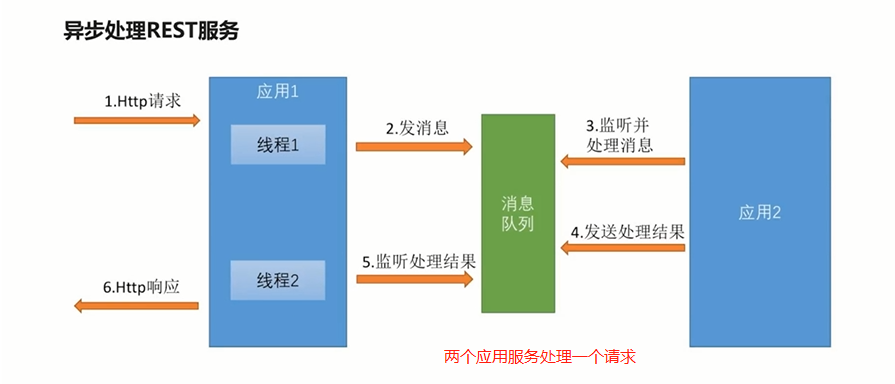 异步处理REST服务
1.Http请求
应用1
线程1
2.发消息
消息
队列
3.监听并
处理消息
应用2
4.发送处理结果
5.监听处理结果
线程2
6.Http响应
两个应用服务处理一个请求